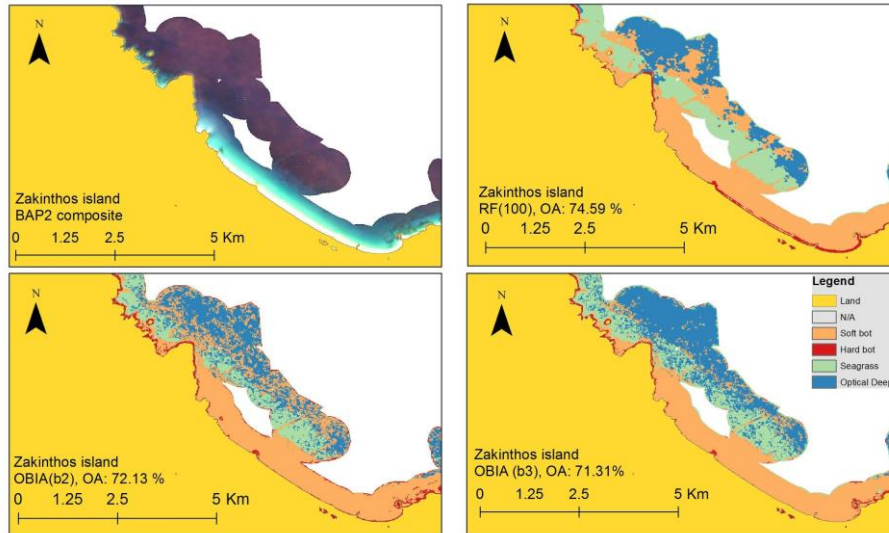 N
Zakinthos island
BAP2 composite
0 1.25 2.5 5 Km
N
Zakinthos island
RF(100), OA: 74.59 %
0 1.25 2.5 5 Km
N
Zakinthos island
OBIA(b2), OA: 72.13 %
0 1.25 2.5 5 Km
N
Legend
Land
N/A
Soft bot
Hard bot
Seagrass
Optical Deep
Zakinthos island
OBIA (b3), OA: 71.31%
0 1.25 2.5 5 Km